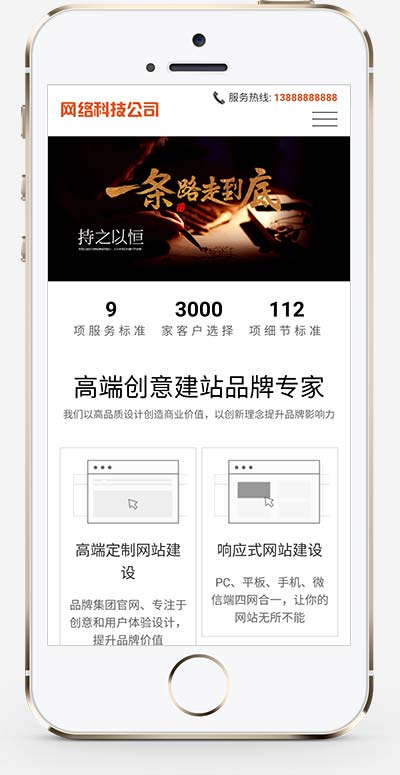 网络科技公司
服务热线: 13888888888
一条路走到底
持之以恒
9 3000 112
项服务标准 家客户选择 项细节标准
高端创意建站品牌专家
我们以高品质设计创造商业价值，以创新理念提升品牌影响力
高端定制网站建
设
品牌集团官网、专注于
创意和用户体验设计，
提升品牌价值
响应式网站建设
PC、平板、手机、微
信端四网合一，让你的
网站无所不能